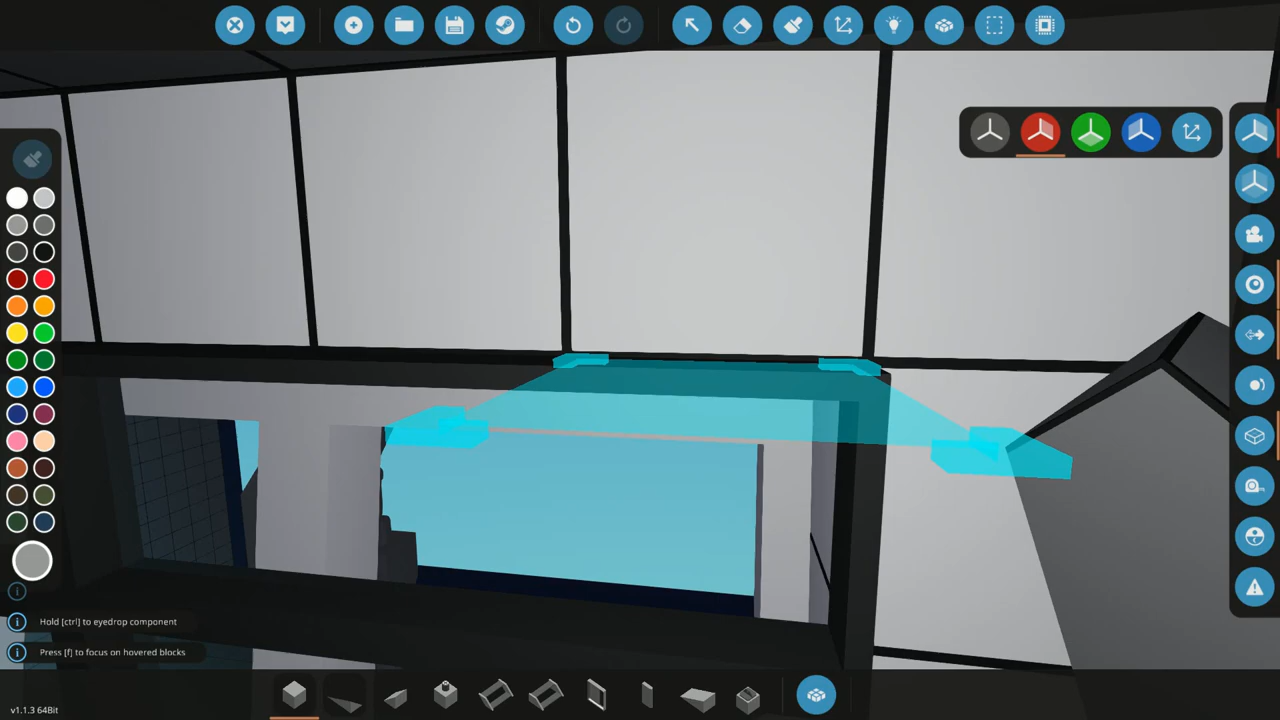 Hold [ctrl] to eyedrop component
Press [f] to focus on hovered blocks
v1.1.3 64Bit